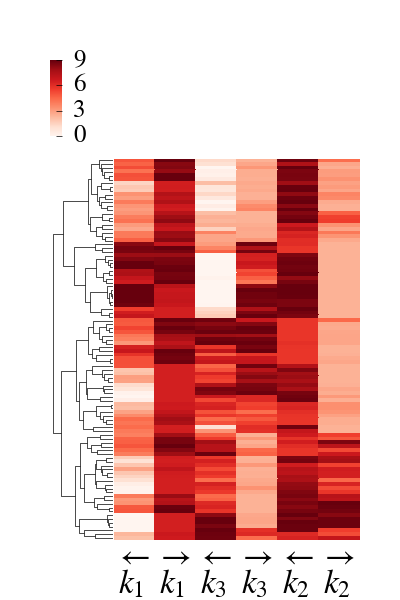 9
6
3
0
← → ← → ← →
k₁ k₁ k₃ k₃ k₂ k₂